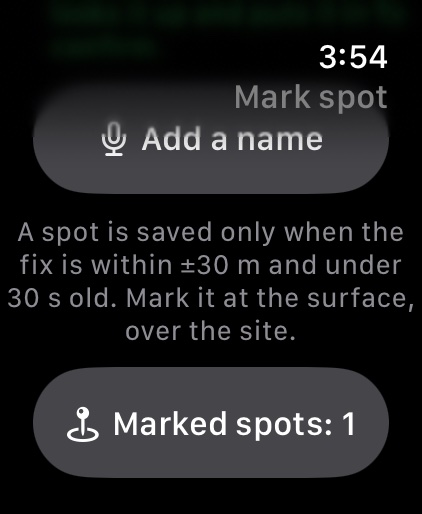 3:54
Mark spot
Add a name
A spot is saved only when the
fix is within ±30 m and under
30 s old. Mark it at the surface,
over the site.
Marked spots: 1